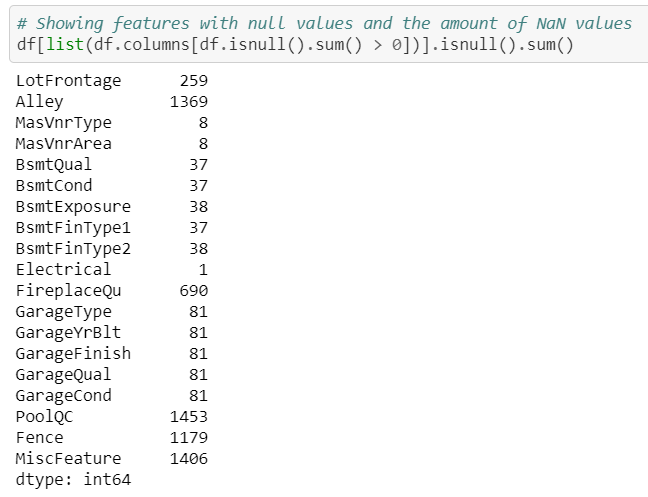 # Showing features with null values and the amount of NaN values
df[list(df.columns[df.isnull().sum() > 0])].isnull().sum()
LotFrontage 259
Alley 1369
MasVnrType 8
MasVnrArea 8
BsmtQual 37
BsmtCond 37
BsmtExposure 38
BsmtFinType1 37
BsmtFinType2 38
Electrical 1
FireplaceQu 690
GarageType 81
GarageYrBlt 81
GarageFinish 81
GarageQual 81
GarageCond 81
PoolQC 1453
Fence 1179
MiscFeature 1406
dtype: int64